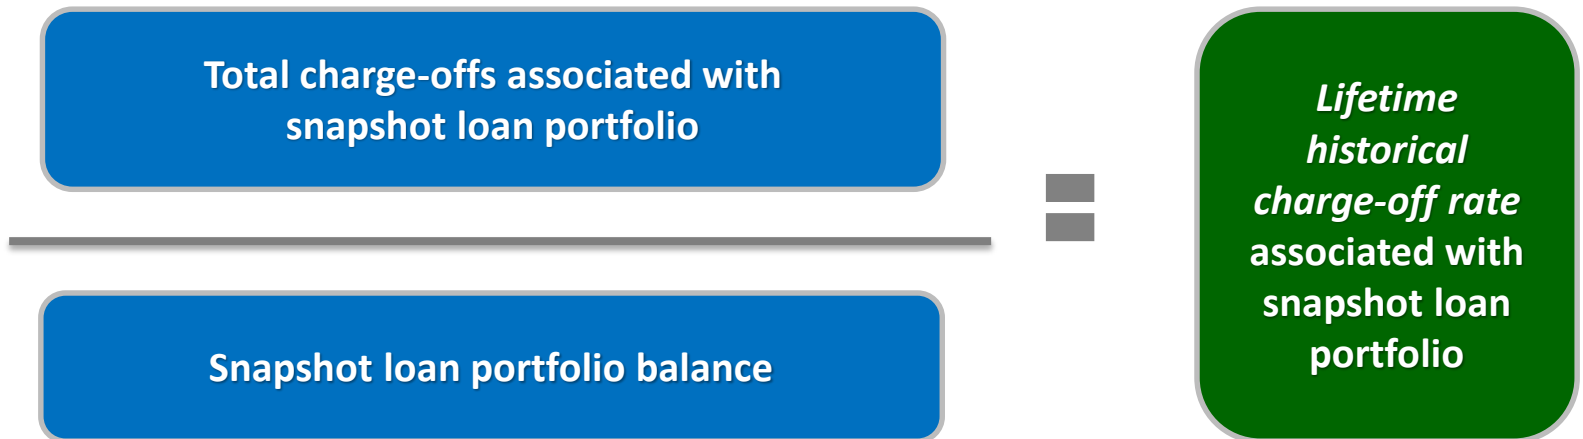 Total charge-offs associated with
snapshot loan portfolio
Snapshot loan portfolio balance
=
Lifetime
historical
charge-off rate
associated with
snapshot loan
portfolio